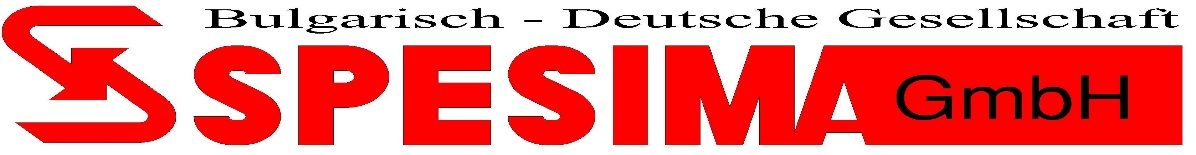 Bulgarisch - Deutsche Gesellschaft
SPESIMA GmbH